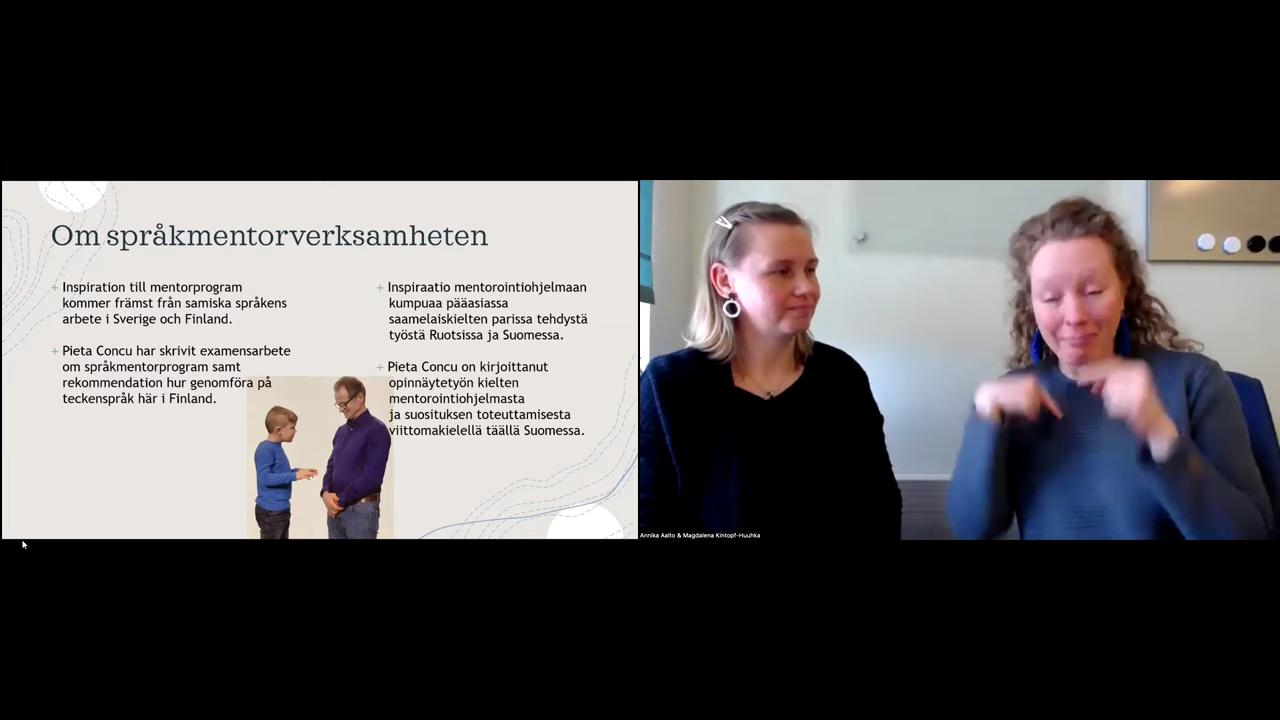 Om språkmentorverksamheten
+ Inspiration till mentorprogram
kommer främst från samiska språkens
arbete i Sverige och Finland.
+ Pieta Concu har skrivit examensarbete
om språkmentorprogram samt
rekommendation hur genomföra på
teckenspråk här i Finland.
+ Inspiraatio mentorointiohjelmaan
kumpuaa pääasiassa
saamelaiskielten parissa tehdystä
työstä Ruotsissa ja Suomessa.
+ Pieta Concu on kirjoittanut
opinnäytetyön kielten
mentorointiohjelmasta
ja suosituksen toteuttamisesta
viittomakielellä täällä Suomessa.
Annika Aalto & Magdalena Kintopf-Huuhka